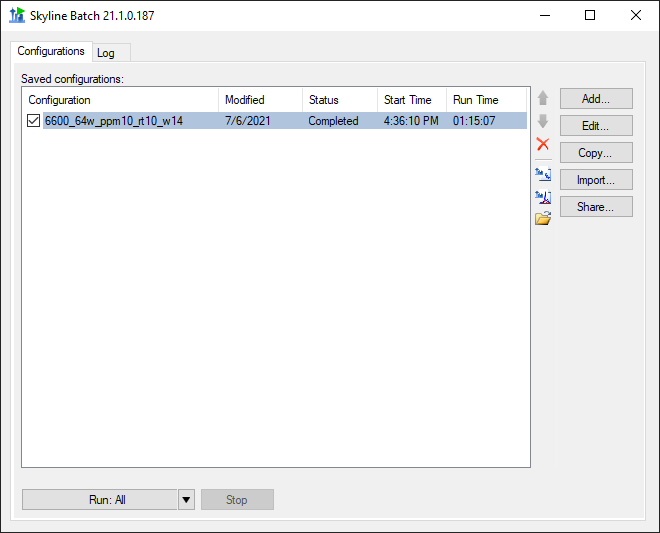 Skyline Batch 21.1.0.187
Configurations Log
Saved configurations:
Configuration Modified Status Start Time Run Time
6600_64w_ppm10_rt10_w14 7/6/2021 Completed 4:36:10 PM 01:15:07
Add...
Edit...
Copy...
Import...
Share...
Run: All Stop